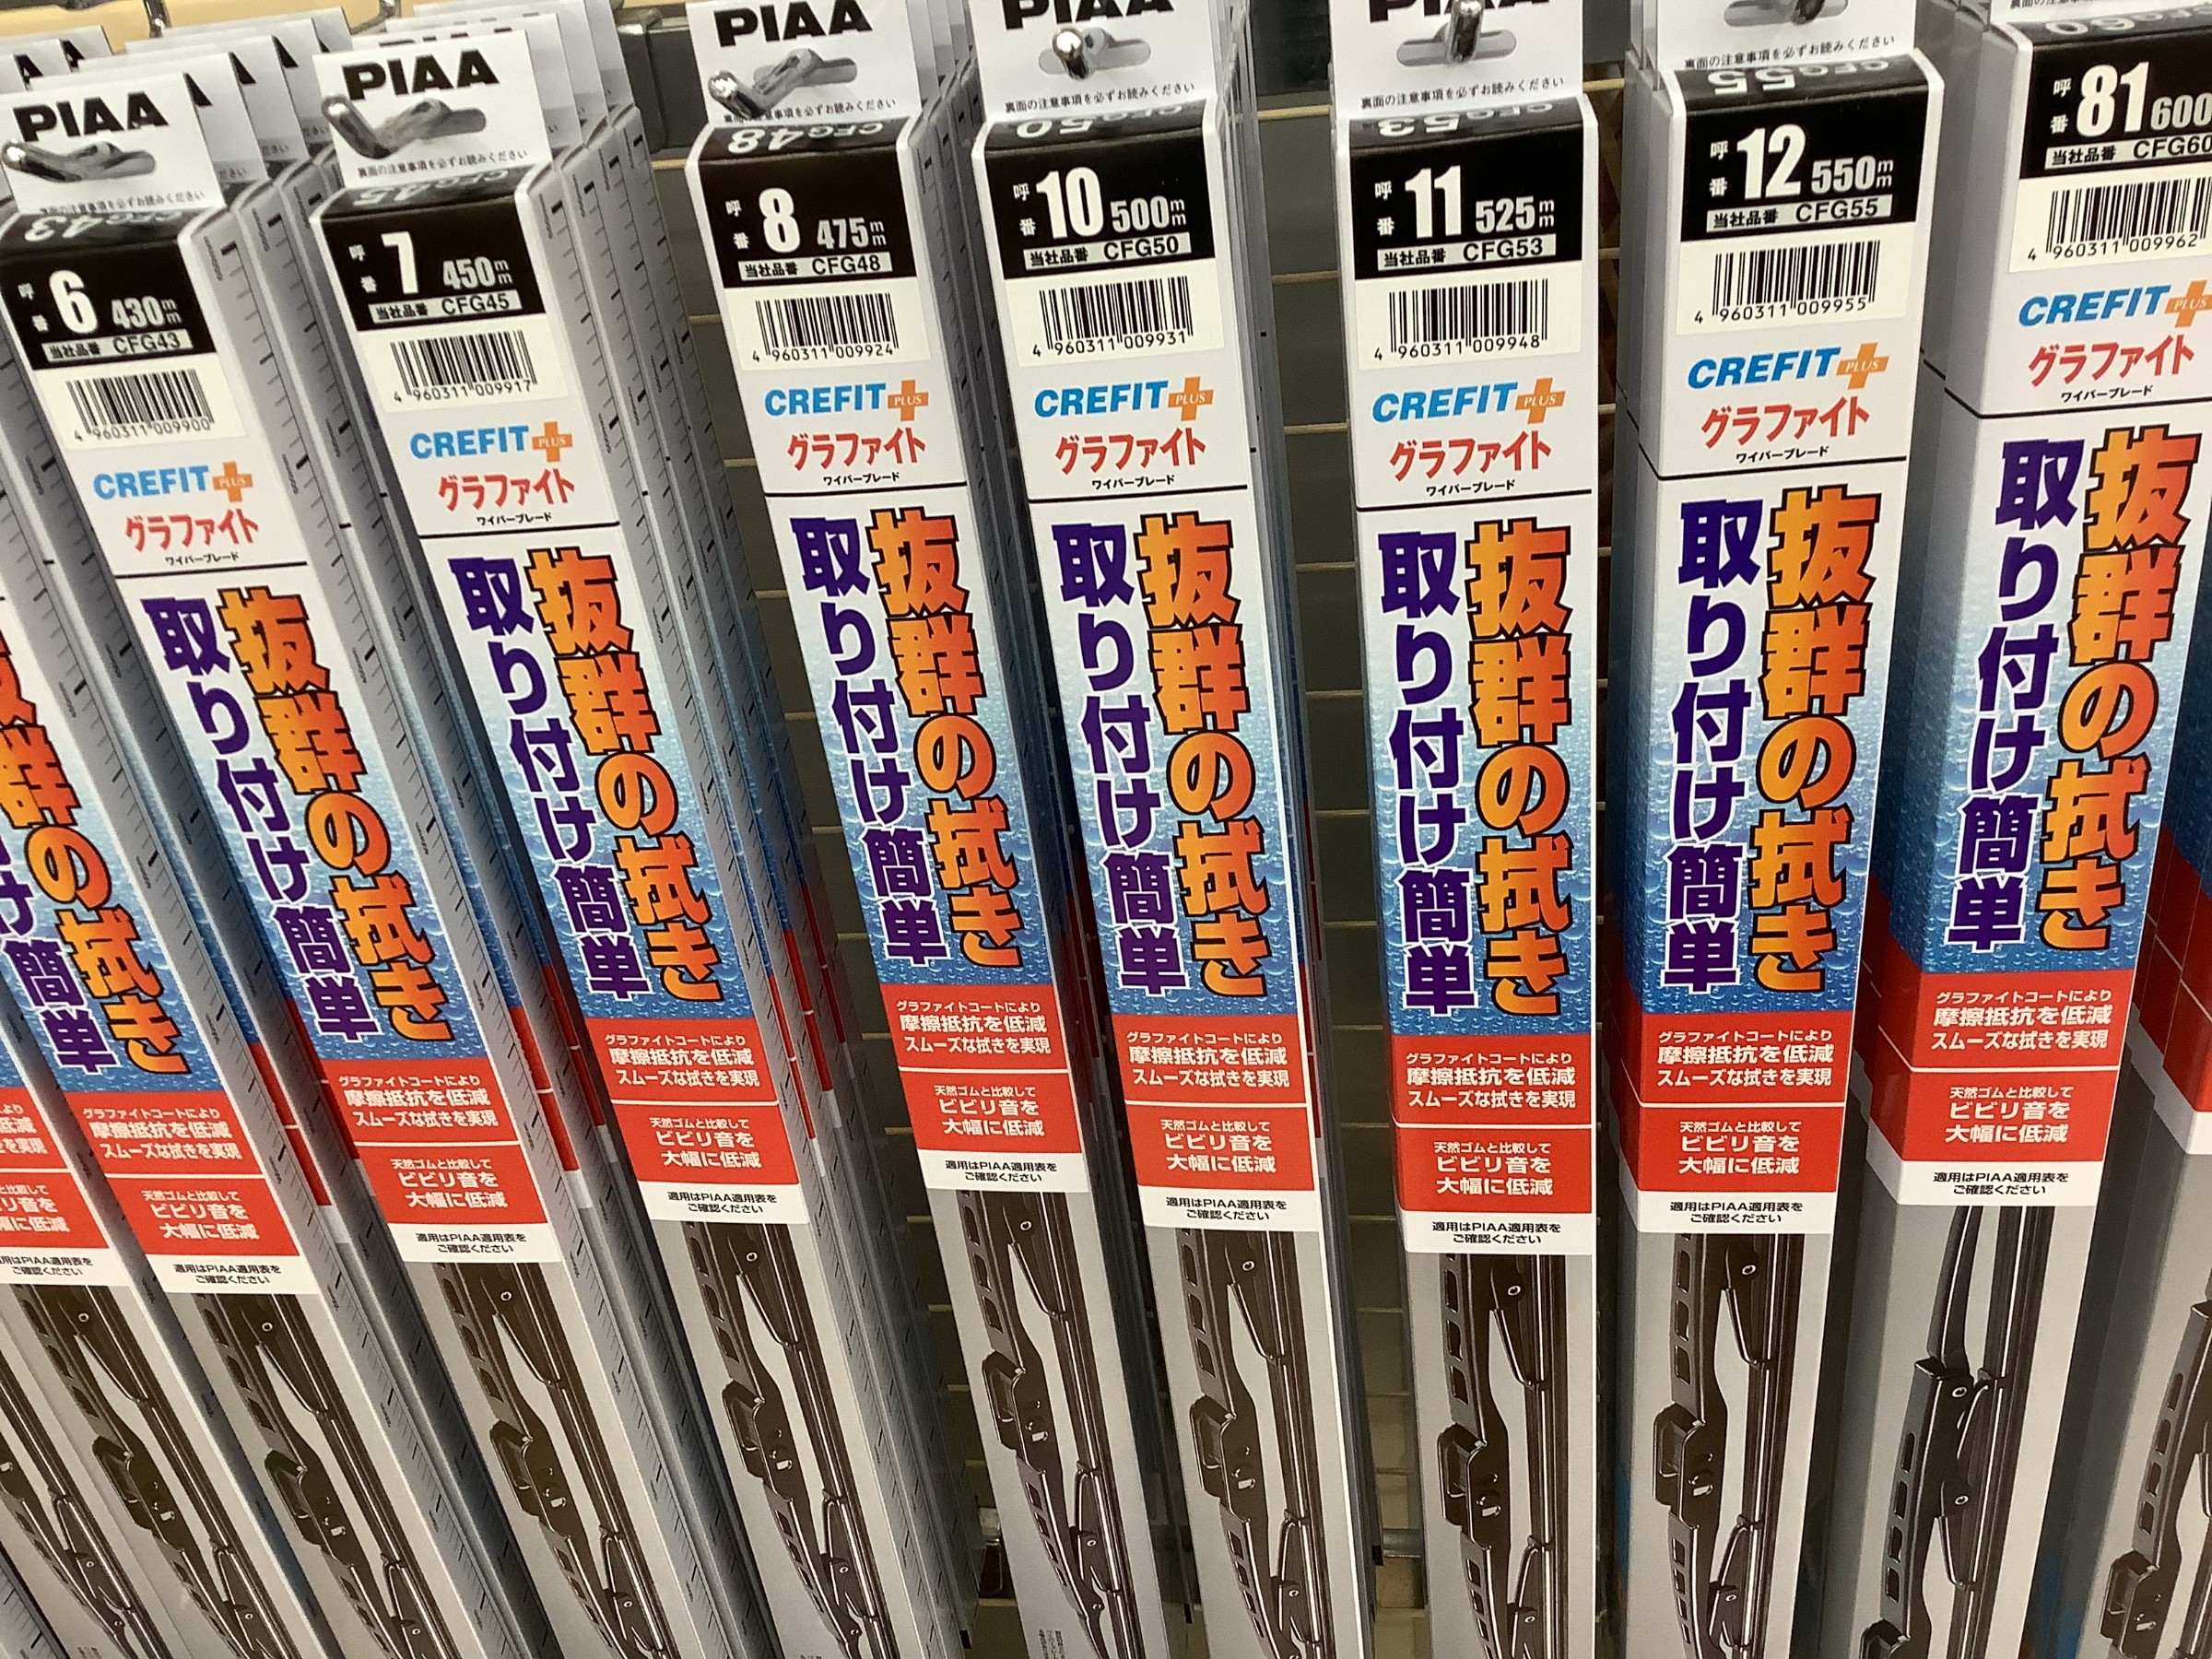 PIAA
裏面の注意事項を必ずお読みください
CFG43
呼番 6 430mm
当社品番 CFG43
4 960311 009900
CREFIT PLUS
グラファイト
ワイパーブレード
抜群の拭き
取り付け簡単
グラファイトコートにより
摩擦抵抗を低減
スムーズな拭きを実現
天然ゴムと比較して
ビビリ音を
大幅に低減
適用はPIAA適用表を
ご確認ください
PIAA
裏面の注意事項を必ずお読みください
CFG45
呼番 7 450mm
当社品番 CFG45
4 960311 009917
CREFIT PLUS
グラファイト
ワイパーブレード
抜群の拭き
取り付け簡単
グラファイトコートにより
摩擦抵抗を低減
スムーズな拭きを実現
天然ゴムと比較して
ビビリ音を
大幅に低減
適用はPIAA適用表を
ご確認ください
PIAA
裏面の注意事項を必ずお読みください
CFG48
呼番 8 475mm
当社品番 CFG48
4 960311 009924
CREFIT PLUS
グラファイト
ワイパーブレード
抜群の拭き
取り付け簡単
グラファイトコートにより
摩擦抵抗を低減
スムーズな拭きを実現
天然ゴムと比較して
ビビリ音を
大幅に低減
適用はPIAA適用表を
ご確認ください
PIAA
裏面の注意事項を必ずお読みください
CFG50
呼番 10 500mm
当社品番 CFG50
4 960311 009931
CREFIT PLUS
グラファイト
ワイパーブレード
抜群の拭き
取り付け簡単
グラファイトコートにより
摩擦抵抗を低減
スムーズな拭きを実現
天然ゴムと比較して
ビビリ音を
大幅に低減
適用はPIAA適用表を
ご確認ください
PIAA
裏面の注意事項を必ずお読みください
CFG53
呼番 11 525mm
当社品番 CFG53
4 960311 009948
CREFIT PLUS
グラファイト
ワイパーブレード
抜群の拭き
取り付け簡単
グラファイトコートにより
摩擦抵抗を低減
スムーズな拭きを実現
天然ゴムと比較して
ビビリ音を
大幅に低減
適用はPIAA適用表を
ご確認ください
裏面の注意事項を必ずお読みください
CFG55
呼番 12 550mm
当社品番 CFG55
4 960311 009955
CREFIT PLUS
グラファイト
ワイパーブレード
抜群の拭き
取り付け簡単
グラファイトコートにより
摩擦抵抗を低減
スムーズな拭きを実現
天然ゴムと比較して
ビビリ音を
大幅に低減
適用はPIAA適用表を
ご確認ください
CFG60
呼番 81 600
当社品番 CFG60
4 960311 009962
CREFIT PLUS
グラファイト
ワイパーブレード
抜群の拭き
取り付け簡単
グラファイトコートにより
摩擦抵抗を低減
スムーズな拭きを実現
天然ゴムと比較して
ビビリ音を
大幅に低減
適用はPIAA適用表を
ご確認ください